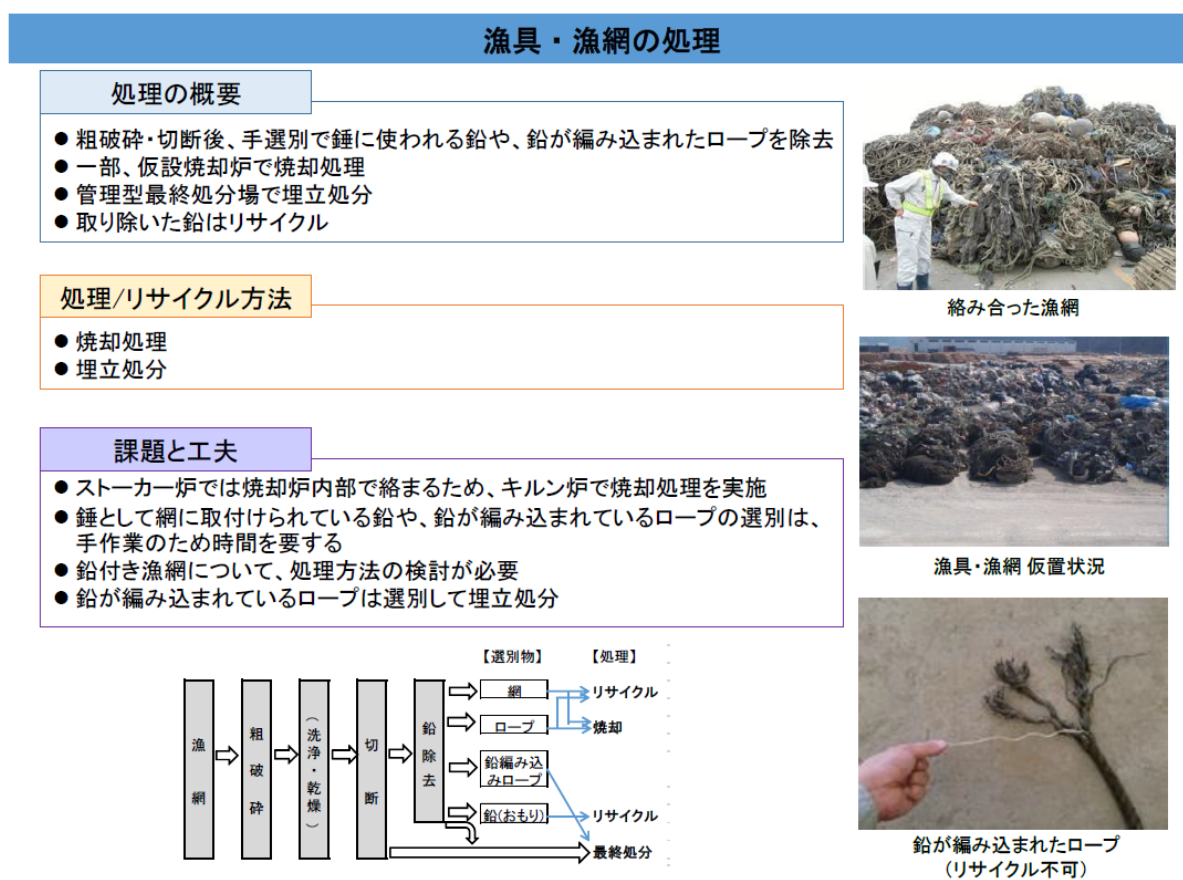 漁具・漁網の処理
処理の概要
● 粗破砕・切断後、手選別で錘に使われる鉛や、鉛が編み込まれたロープを除去
● 一部、仮設焼却炉で焼却処理
● 管理型最終処分場で埋立処分
● 取り除いた鉛はリサイクル
処理/リサイクル方法
● 焼却処理
● 埋立処分
課題と工夫
● ストーカー炉では焼却炉内部で絡まるため、キルン炉で焼却処理を実施
● 錘として網に取付けられている鉛や、鉛が編み込まれているロープの選別は、
手作業のため時間を要する
● 鉛付き漁網について、処理方法の検討が必要
● 鉛が編み込まれているロープは選別して埋立処分
絡み合った漁網
漁具・漁網 仮置状況
鉛が編み込まれたロープ
(リサイクル不可)
【選別物】
【処理】
漁網
粗破砕
(洗浄・乾燥)
切断
鉛除去
網
ロープ
鉛編み込
みロープ
鉛(おもり)
リサイクル
焼却
リサイクル
最終処分